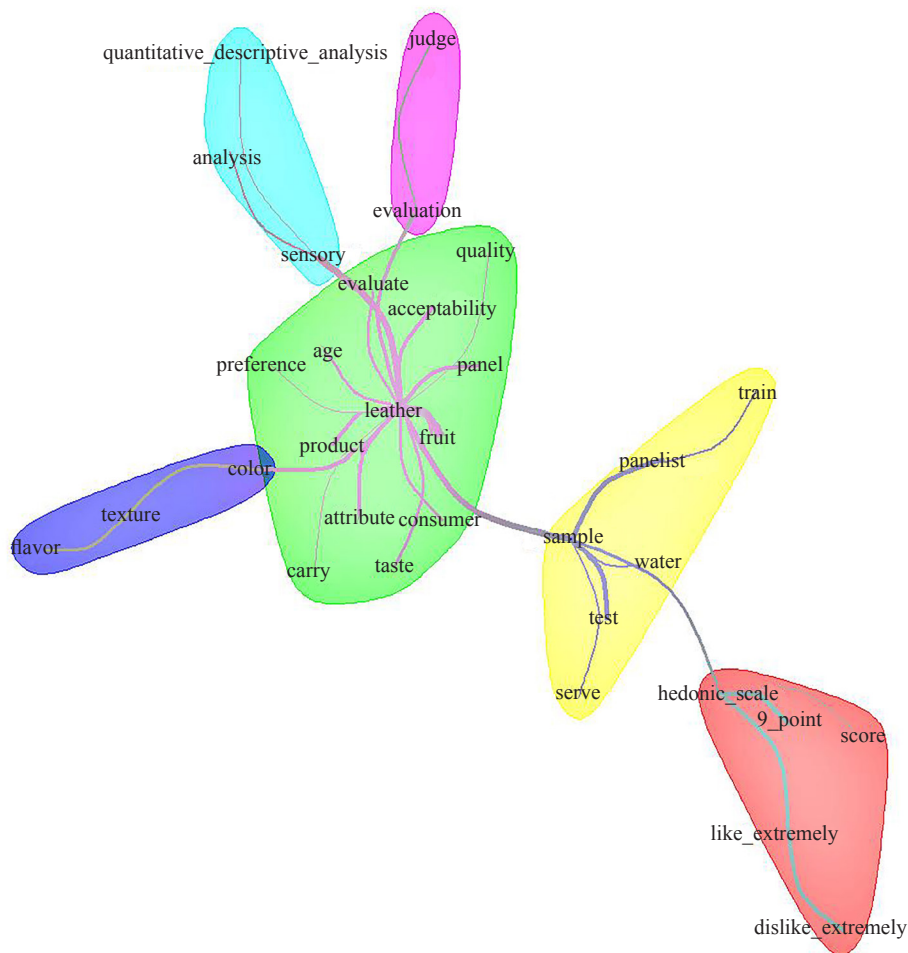 judge
quantitative_descriptive_analysis
analysis
evaluation
quality
sensory
evaluate
acceptability
age
preference
panel
train
leather
fruit
product
color
panelist
texture
attribute
consumer
flavor
sample
carry
taste
water
test
serve
hedonic_scale
9_point
score
like_extremely
dislike_extremely